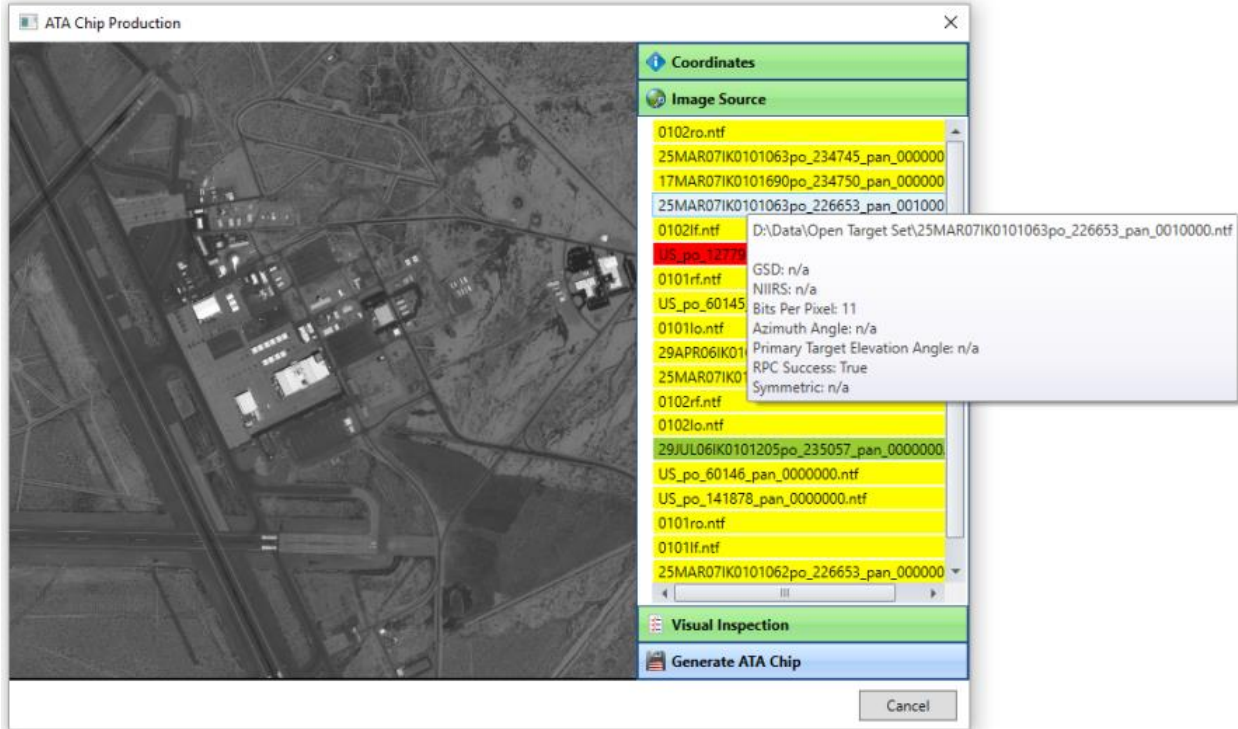 ATA Chip Production
Coordinates
Image Source
0102ro.ntf
25MAR07IK0101063po_234745_pan_000000
17MAR07IK0101690po_234750_pan_000000
25MAR07IK0101063po_226653_pan_001000
0102lf.ntf
D:\Data\Open Target Set\25MAR07IK0101063po_226653_pan_0010000.ntf
US_po_12779
GSD: n/a
0101rf.ntf
NIIRS: n/a
US_po_60145_
Bits Per Pixel: 11
0101lo.ntf
Azimuth Angle: n/a
29APR06IK01
Primary Target Elevation Angle: n/a
25MAR07IK01
RPC Success: True
Symmetric: n/a
0102rf.ntf
0102lo.ntf
29JUL06IK0101205po_235057_pan_0000000.
US_po_60146_pan_0000000.ntf
US_po_141878_pan_0000000.ntf
0101ro.ntf
0101lf.ntf
25MAR07IK0101062po_226653_pan_000000
Visual Inspection
Generate ATA Chip
Cancel